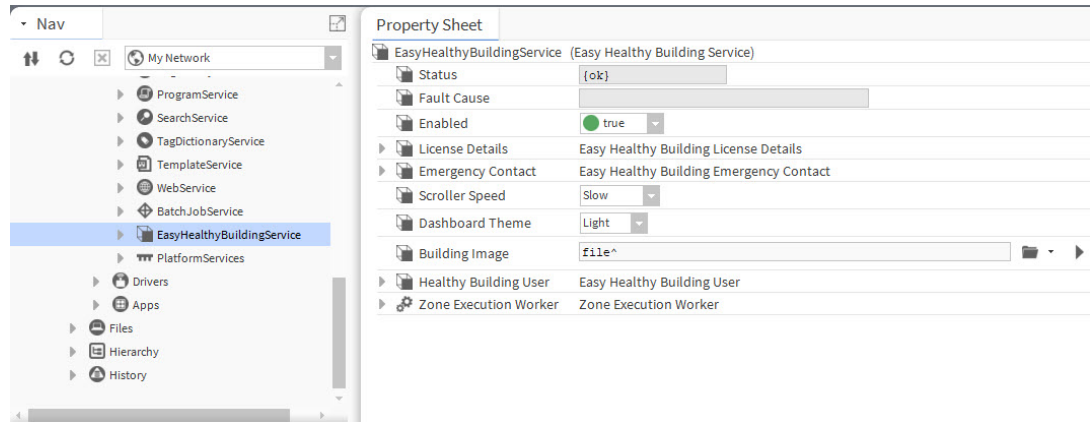 Nav
My Network
ProgramService
SearchService
TagDictionaryService
TemplateService
WebService
BatchJobService
EasyHealthyBuildingService
PlatformServices
Drivers
Apps
Files
Hierarchy
History
Property Sheet
EasyHealthyBuildingService (Easy Healthy Building Service)
Status {ok}
Fault Cause
Enabled true
License Details Easy Healthy Building License Details
Emergency Contact Easy Healthy Building Emergency Contact
Scroller Speed Slow
Dashboard Theme Light
Building Image file^
Healthy Building User Easy Healthy Building User
Zone Execution Worker Zone Execution Worker